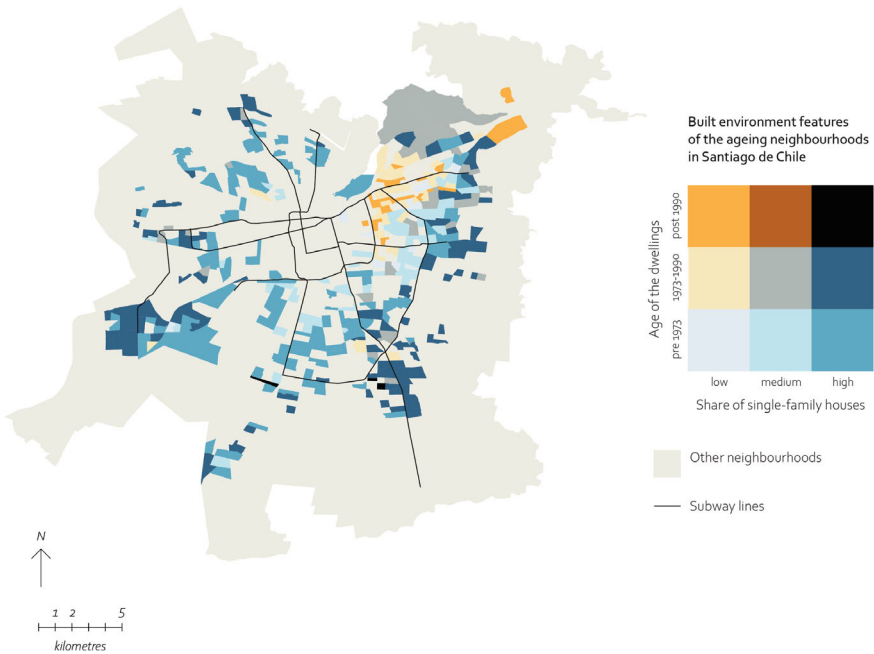 Built environment features
of the ageing neighbourhoods
in Santiago de Chile
Age of the dwellings
post 1990
1973-1990
pre 1973
low medium high
Share of single-family houses
Other neighbourhoods
Subway lines
N
1 2 5
kilometres